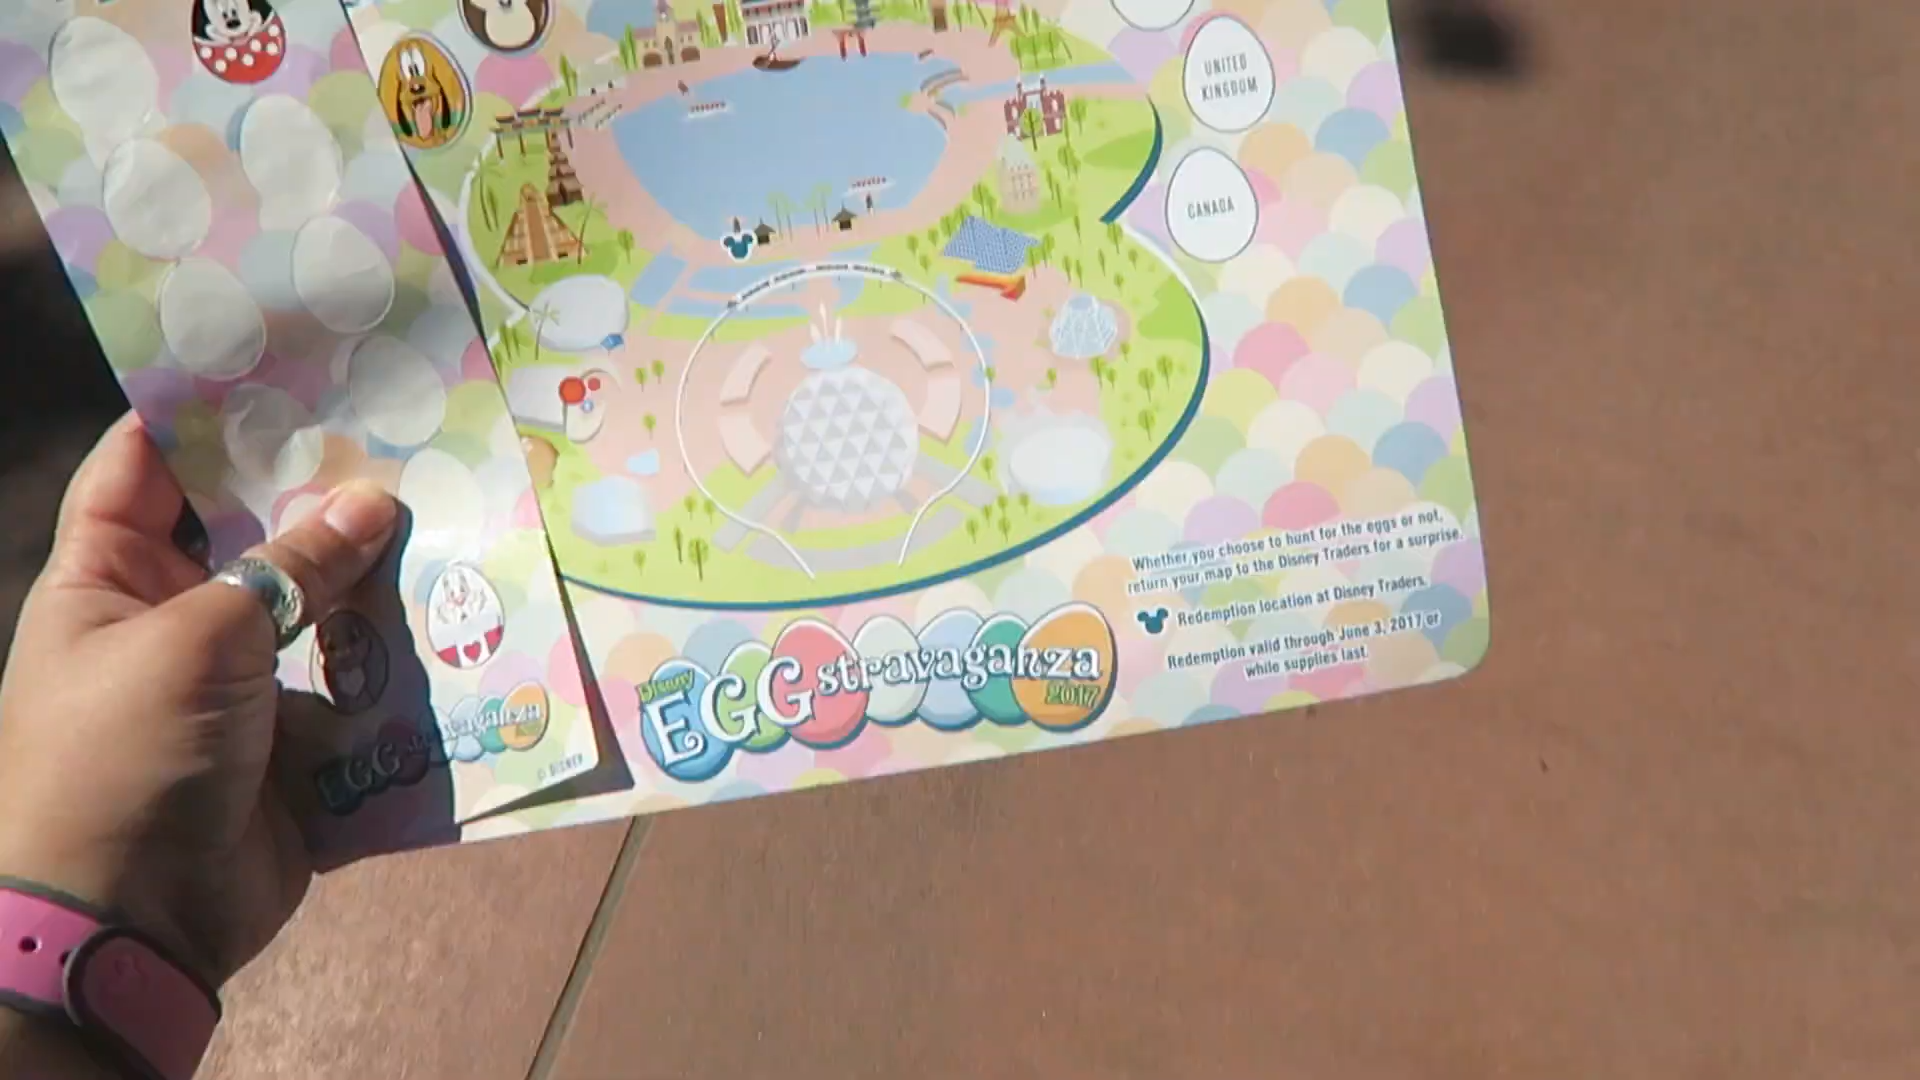 UNITED
KINGDOM
CANADA
Whether you choose to hunt for the eggs or not,
return your map to the Disney Traders for a surprise.
Redemption location at Disney Traders.
Redemption valid through June 3, 2017 or
while supplies last.
Disney
EGGstravaganza
2017
EGGstravaganza
© DISNEY